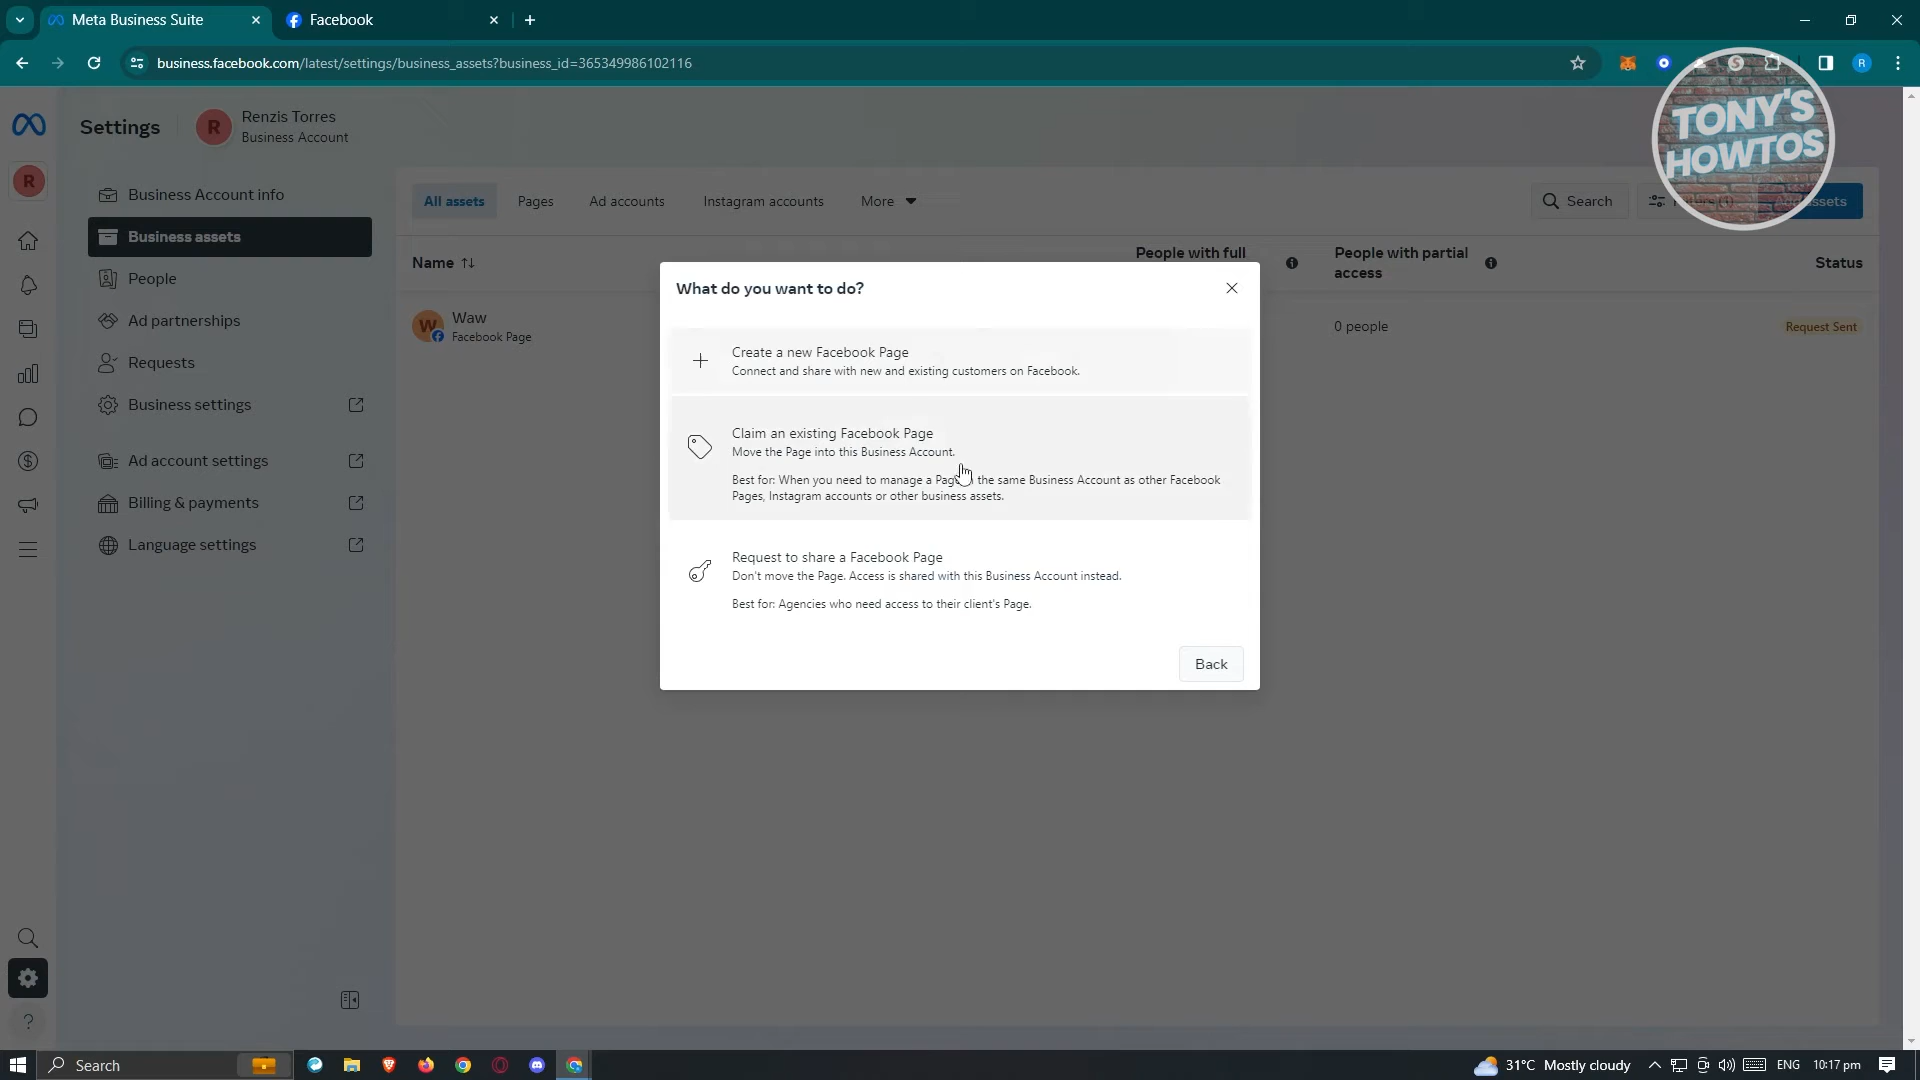 Meta Business Suite
Facebook
business.facebook.com/latest/settings/business_assets?business_id=365349986102116
R
TONY'S
HOWTOS
Settings
R
Renzis Torres
Business Account
R
Business Account info
Business assets
People
Ad partnerships
Requests
Business settings
Ad account settings
Billing & payments
Language settings
All assets
Pages
Ad accounts
Instagram accounts
More
Search
Name
People with full
People with partial
access
Status
W
Waw
Facebook Page
0 people
Request Sent
What do you want to do?
Create a new Facebook Page
Connect and share with new and existing customers on Facebook.
Claim an existing Facebook Page
Move the Page into this Business Account.
Best for: When you need to manage a Page the same Business Account as other Facebook
Pages, Instagram accounts or other business assets.
Request to share a Facebook Page
Don't move the Page. Access is shared with this Business Account instead.
Best for: Agencies who need access to their client's Page.
Back
Search
31°C Mostly cloudy
ENG
10:17 pm